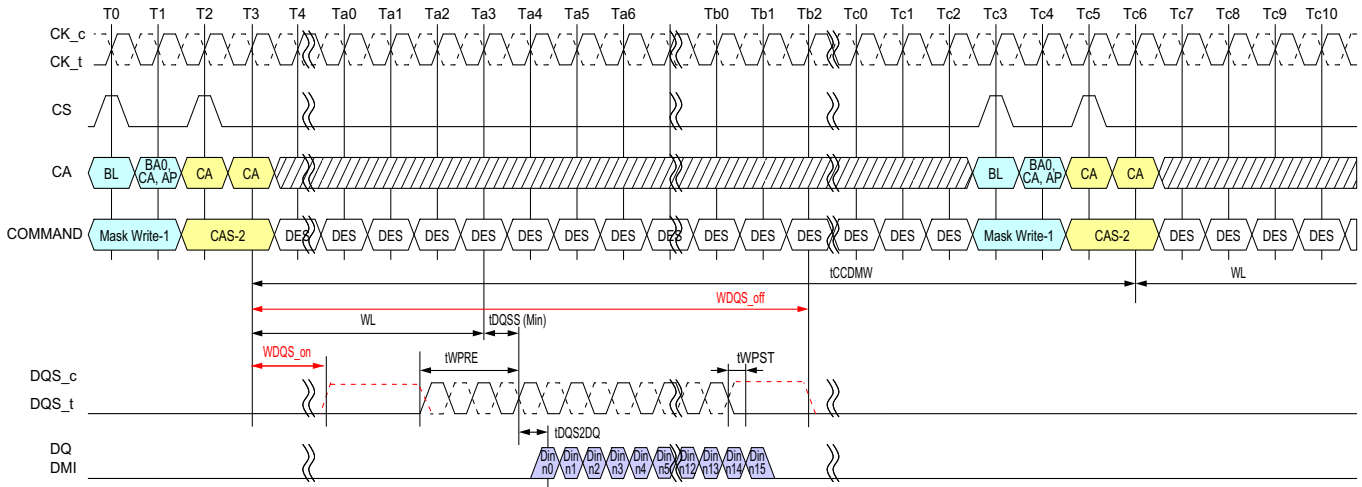 T0 T1 T2 T3 T4 Ta0 Ta1 Ta2 Ta3 Ta4 Ta5 Ta6 Tb0 Tb1 Tb2 Tc0 Tc1 Tc2 Tc3 Tc4 Tc5 Tc6 Tc7 Tc8 Tc9 Tc10
CK_c
CK_t
CS
CA BL BA0, CA, AP CA CA BL BA0, CA, AP CA CA
COMMAND Mask Write-1 CAS-2 DES DES DES DES DES DES DES DES DES DES DES DES DES DES DES Mask Write-1 CAS-2 DES DES DES DES
tCCDMW WL
WDQS_off
WL tDQSS (Min)
WDQS_on tWPRE tWPST
DQS_c
DQS_t
tDQS2DQ
DQ
DMI
Din n0 Din n1 Din n2 Din n3 Din n4 Din n5 Din n12 Din n13 Din n14 Din n15